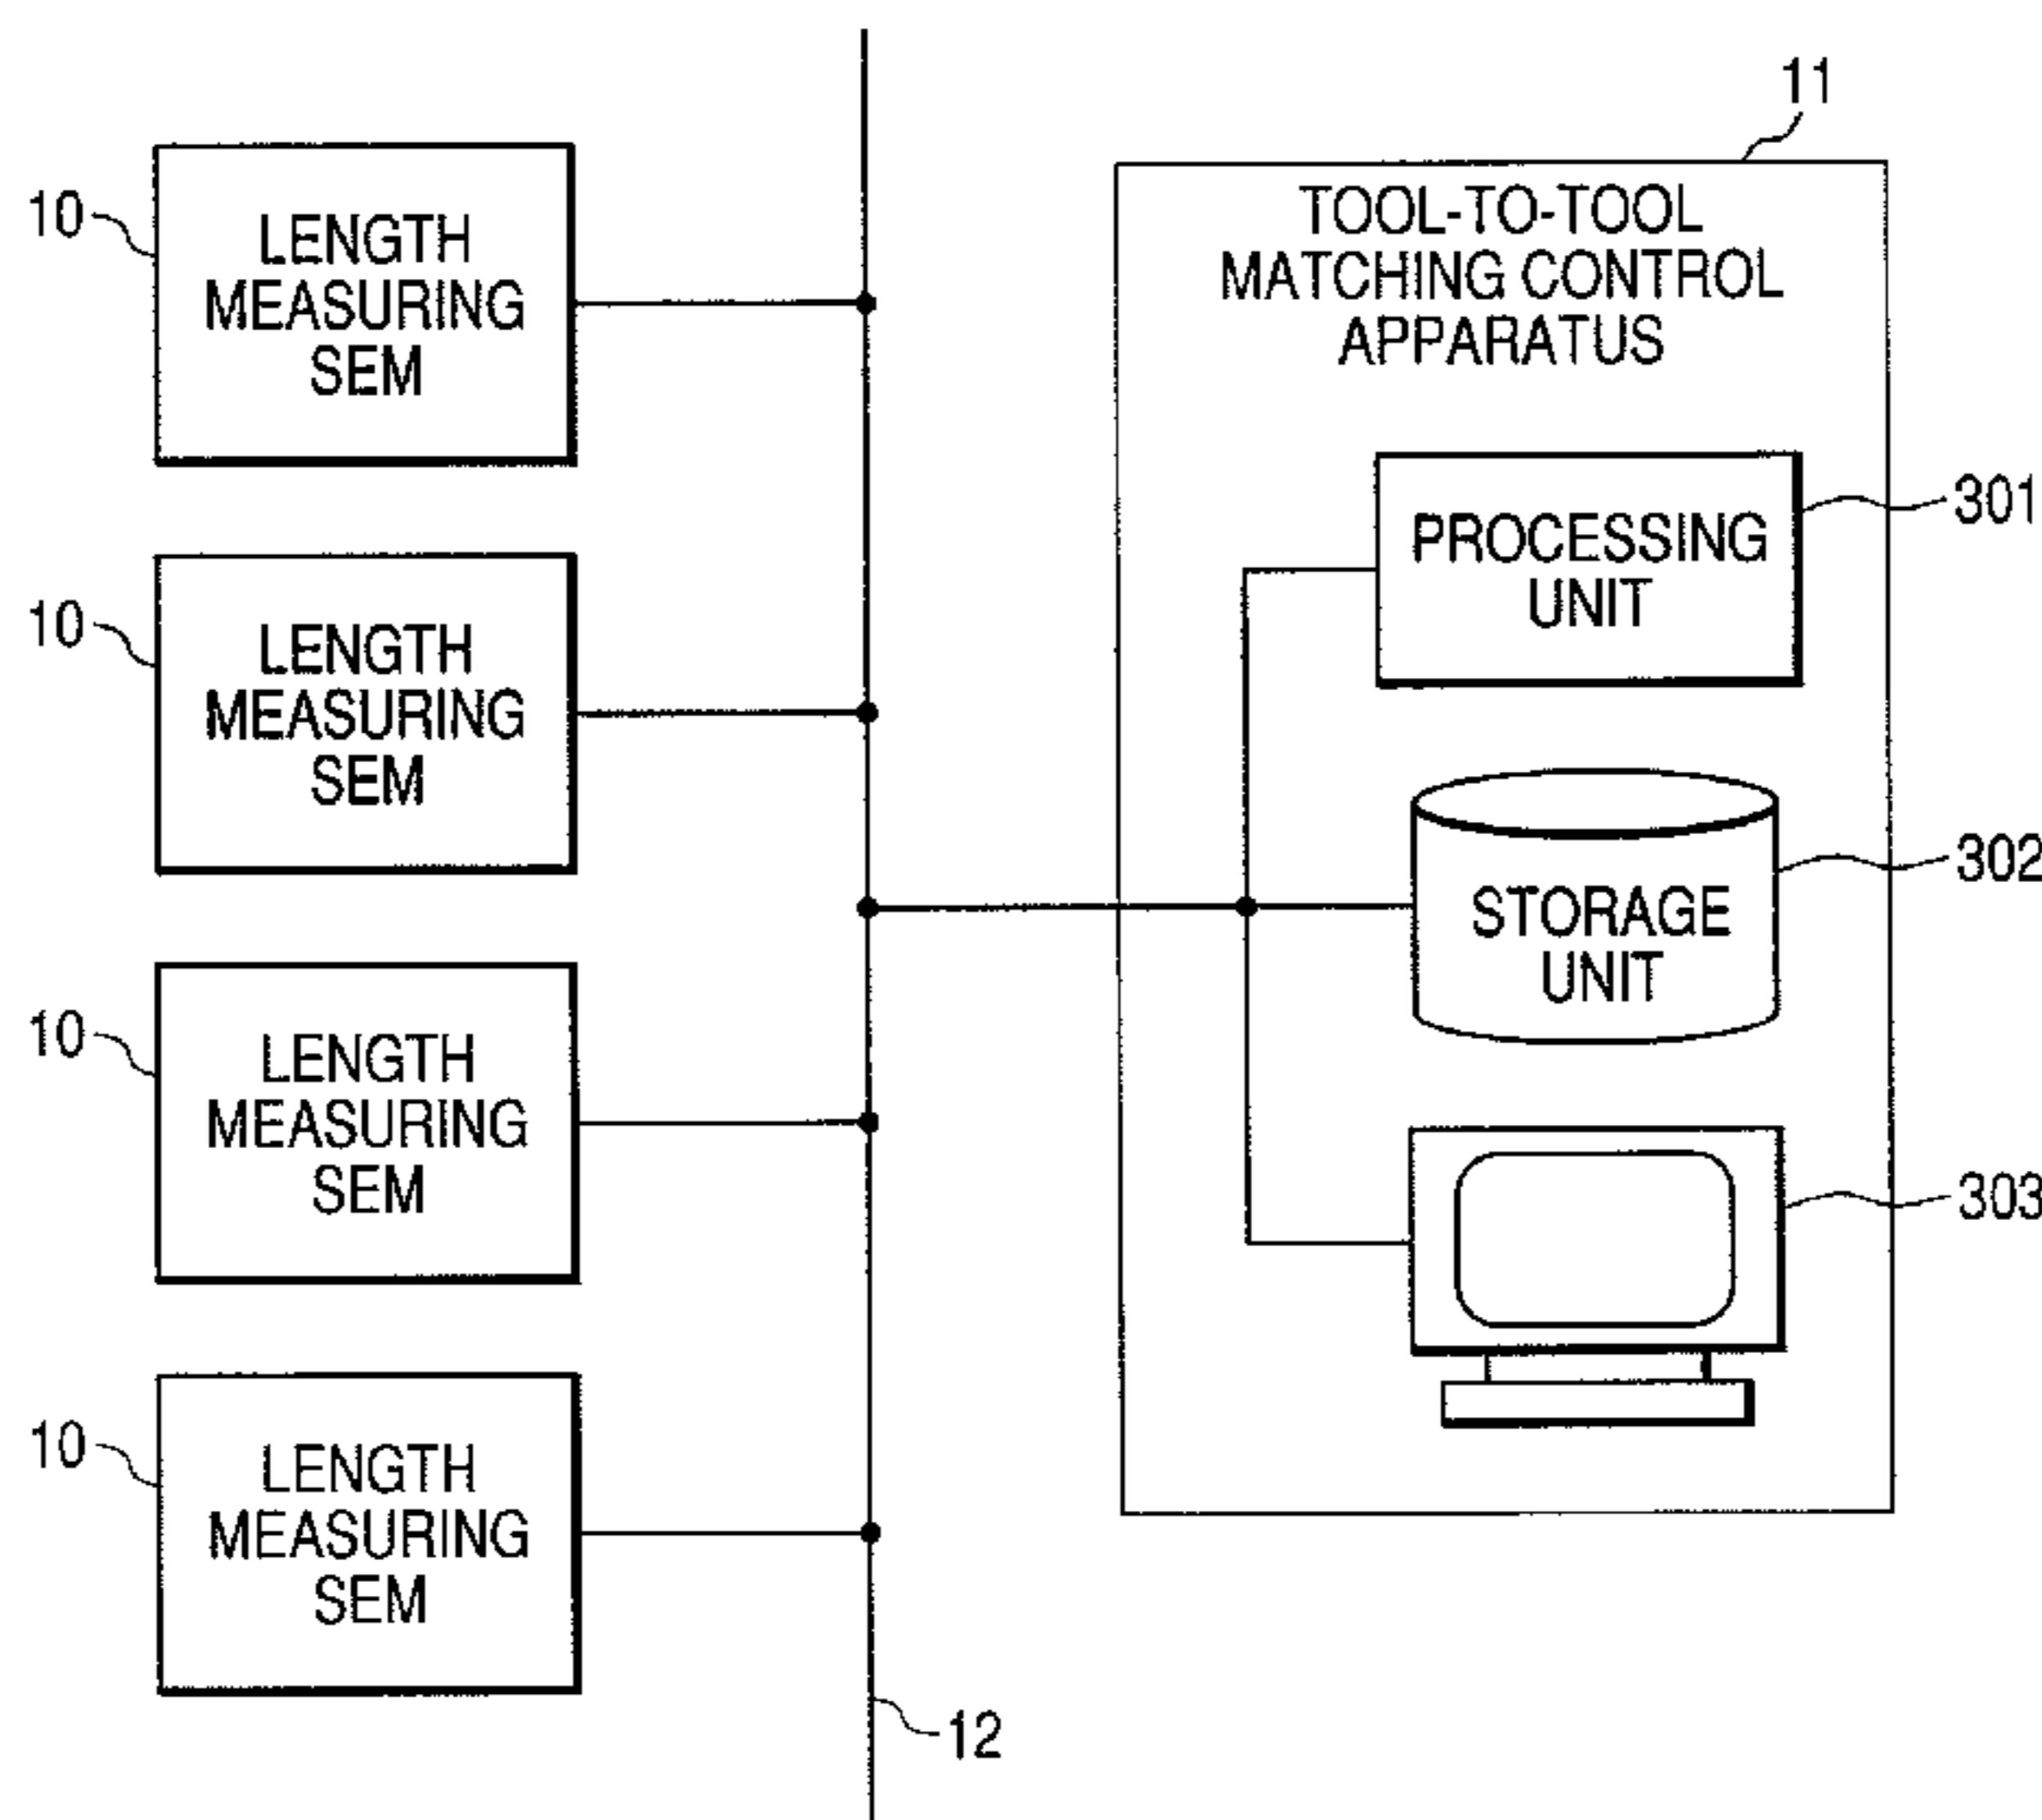 11
10
LENGTH
MEASURING
SEM
TOOL-TO-TOOL
MATCHING CONTROL
APPARATUS
301
PROCESSING
UNIT
10
LENGTH
MEASURING
SEM
302
STORAGE
UNIT
10
LENGTH
MEASURING
SEM
303
10
LENGTH
MEASURING
SEM
12